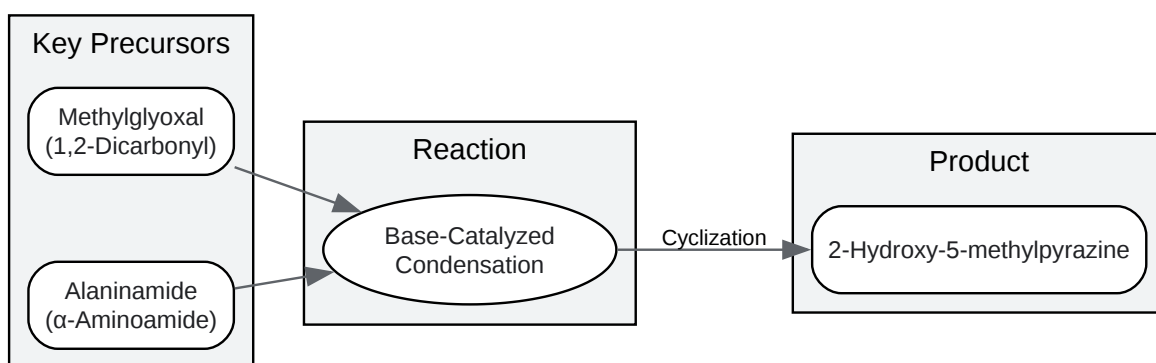 Key Precursors
Methylglyoxal
(1,2-Dicarbonyl)
Alaninamide
(α-Aminoamide)
Reaction
Base-Catalyzed
Condensation
Cyclization
Product
2-Hydroxy-5-methylpyrazine